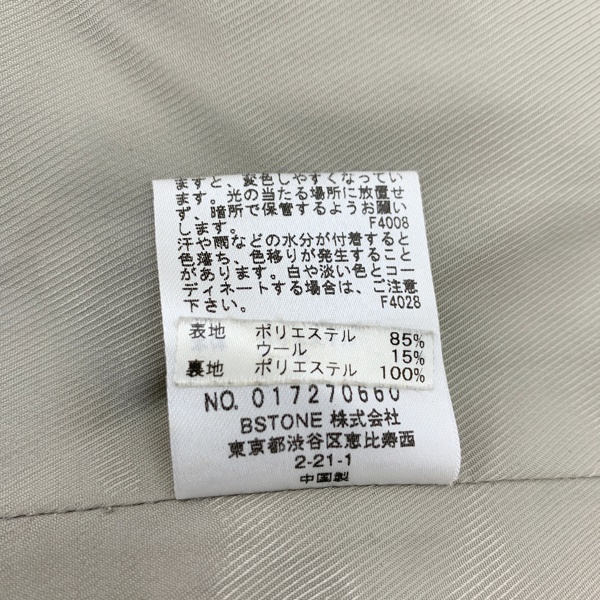 ますと、変色しやすくなってい
ます。光の当たる場所に放置せ
ず、暗所で保管するようお願い
します。 F4008
汗や雨などの水分が付着すると
色落ち、色移りが発生すること
があります。白や淡い色とコー
ディネートする場合は、ご注意
下さい。 F4028
表地 ポリエステル 85%
ウール 15%
裏地 ポリエステル 100%
NO. 017270660
BSTONE 株式会社
東京都渋谷区恵比寿西
2-21-1
中国製